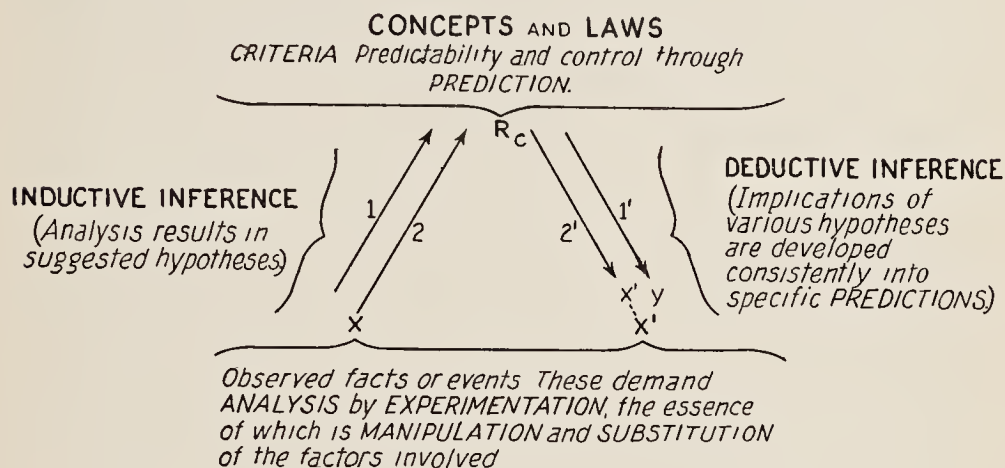 CONCEPTS AND LAWS
CRITERIA Predictability and control through
PREDICTION.
Rc
INDUCTIVE INFERENCE
(Analysis results in
suggested hypotheses)
1
2
2'
1'
DEDUCTIVE INFERENCE
(Implications of
various hypotheses
are developed
consistently into
specific PREDICTIONS.)
x' y
x
x'
Observed facts or events These demand
ANALYSIS by EXPERIMENTATION, the essence
of which is MANIPULATION and SUBSTITUTION
of the factors involved